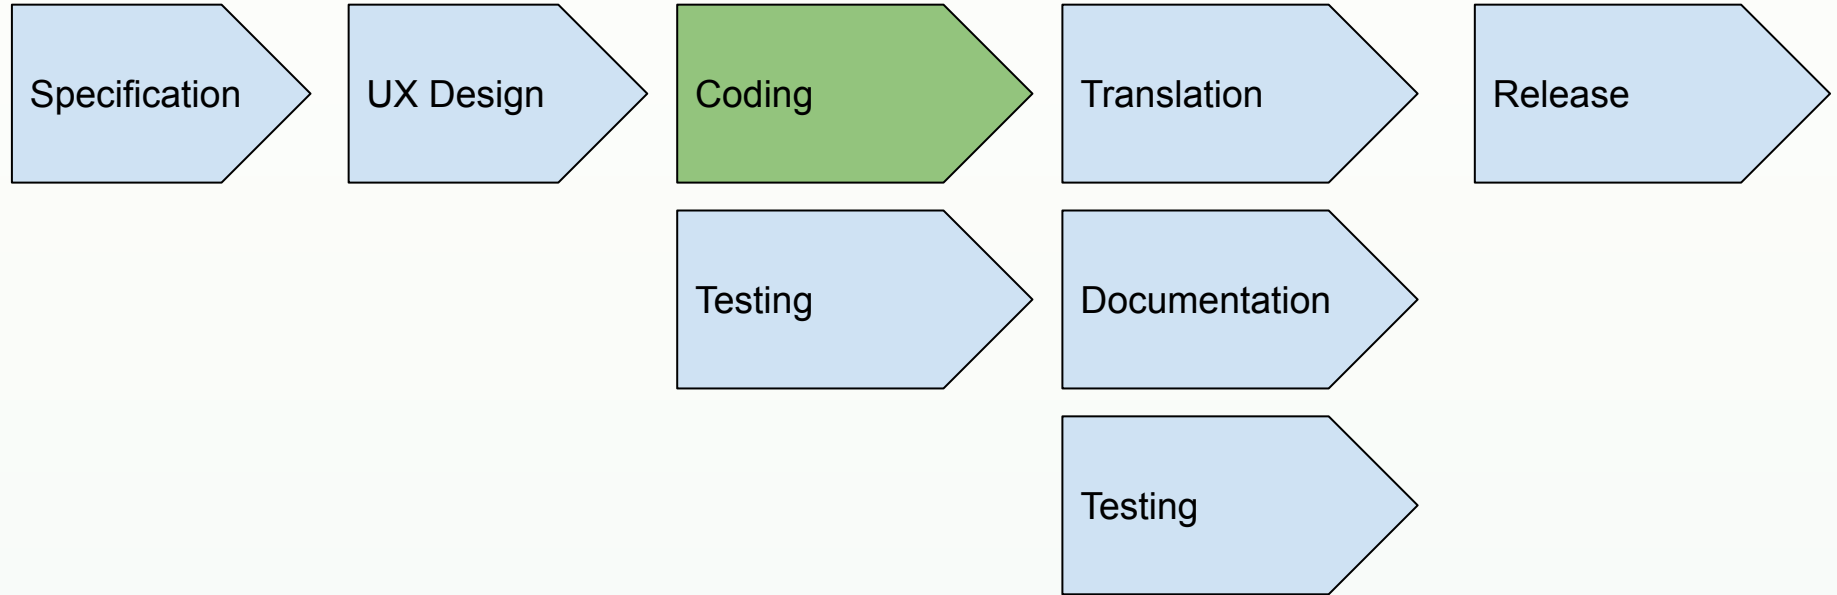 Specification
UX Design
Coding
Translation
Release
Testing
Documentation
Testing